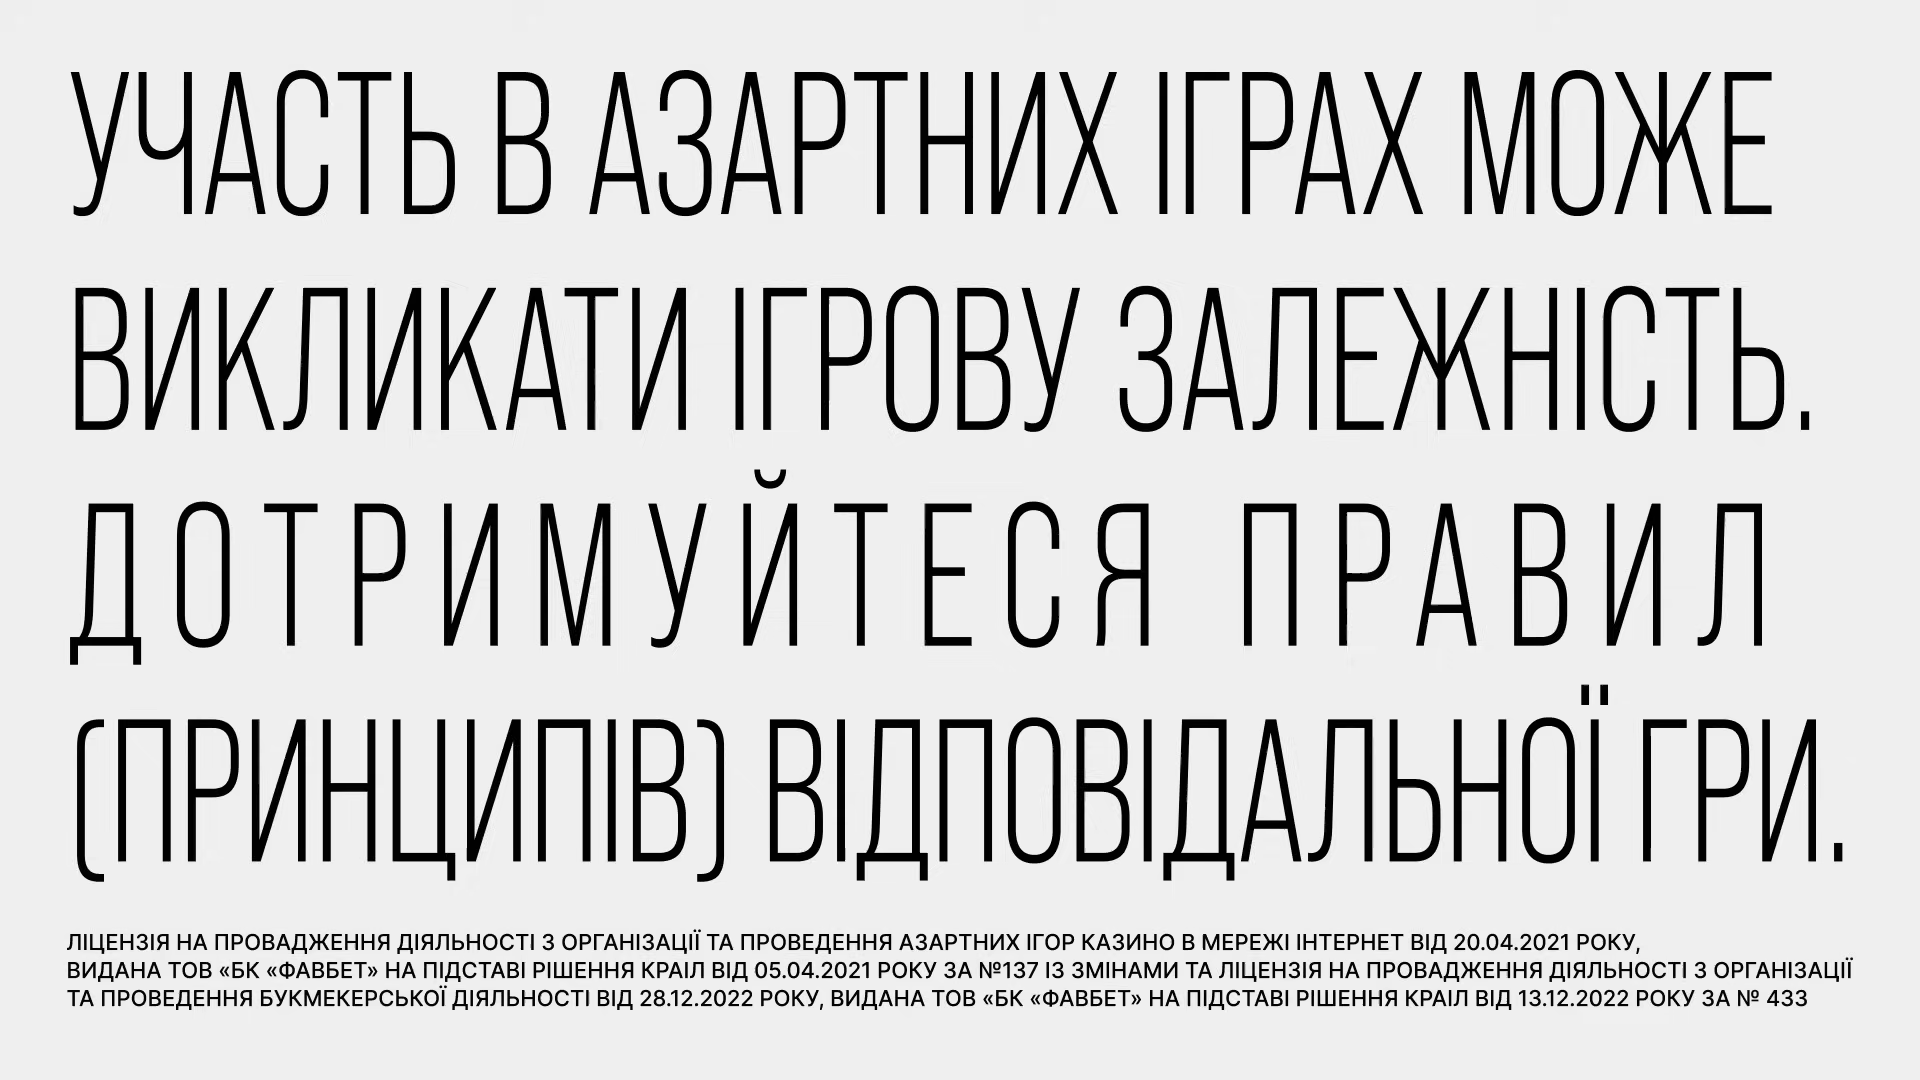 УЧАСТЬ В АЗАРТНИХ ІГРАХ МОЖЕ
ВИКЛИКАТИ ІГРОВУ ЗАЛЕЖНІСТЬ.
ДОТРИМУЙТЕСЯ ПРАВИЛ
(ПРИНЦИПІВ) ВІДПОВІДАЛЬНОЇ ГРИ.
ЛІЦЕНЗІЯ НА ПРОВАДЖЕННЯ ДІЯЛЬНОСТІ З ОРГАНІЗАЦІЇ ТА ПРОВЕДЕННЯ АЗАРТНИХ ІГОР КАЗИНО В МЕРЕЖІ ІНТЕРНЕТ ВІД 20.04.2021 РОКУ,
ВИДАНА ТОВ «БК «ФАВБЕТ» НА ПІДСТАВІ РІШЕННЯ КРАІЛ ВІД 05.04.2021 РОКУ ЗА №137 ІЗ ЗМІНАМИ ТА ЛІЦЕНЗІЯ НА ПРОВАДЖЕННЯ ДІЯЛЬНОСТІ З ОРГАНІЗАЦІЇ
ТА ПРОВЕДЕННЯ БУКМЕКЕРСЬКОЇ ДІЯЛЬНОСТІ ВІД 28.12.2022 РОКУ, ВИДАНА ТОВ «БК «ФАВБЕТ» НА ПІДСТАВІ РІШЕННЯ КРАІЛ ВІД 13.12.2022 РОКУ ЗА № 433